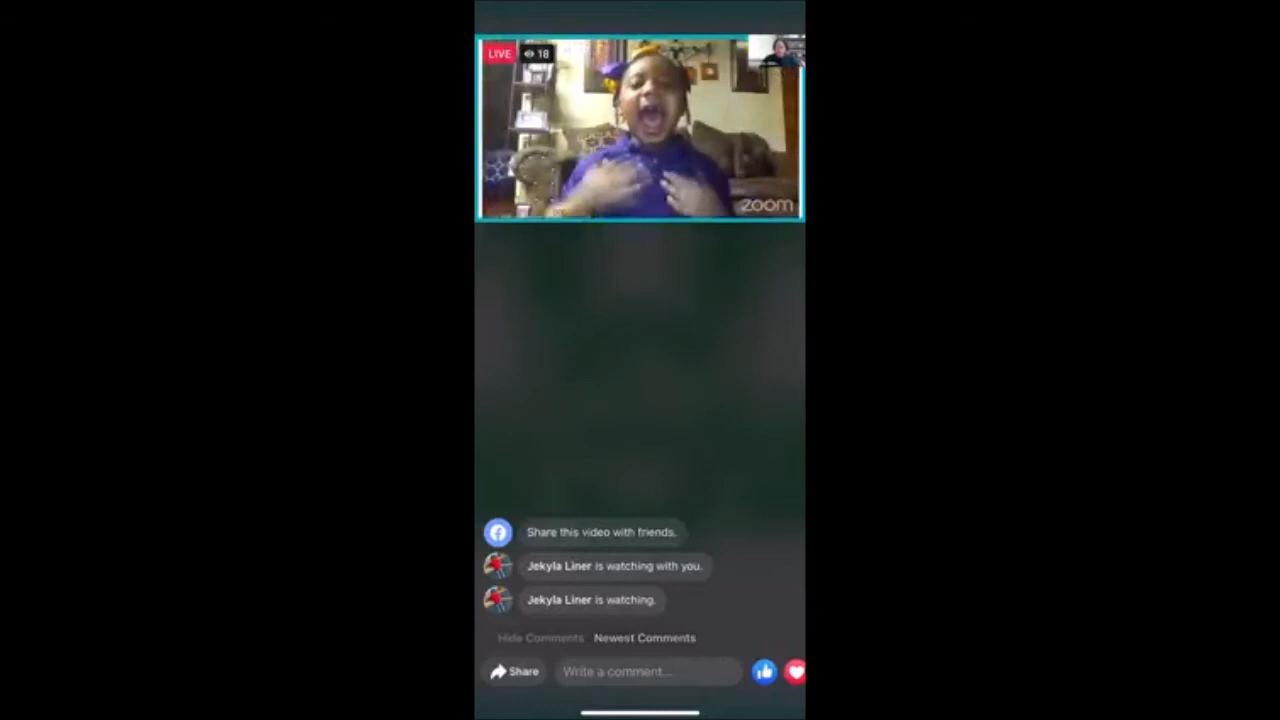 LIVE 18
zoom
Share this video with friends.
Jekyla Liner is watching with you.
Jekyla Liner is watching.
Hide Comments Newest Comments
Share Write a comment...